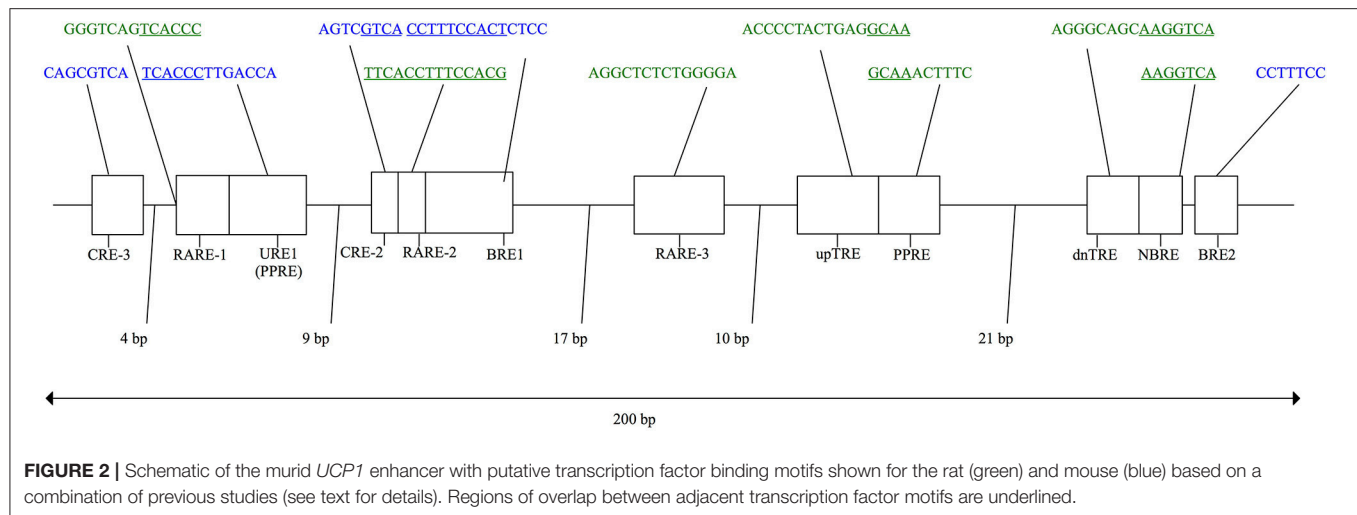 GGGTCAGTCACCC AGTCGTCA CCTTTCCACTCTCC ACCCCTACTGAGGCAA AGGGCAGCAAGGTCA
CAGCGTCA TCACCCTTGACCA TTCACCTTTCCACG AGGCTCTCTGGGGA GCAAACTTTC AAGGTCA CCTTTCC
CRE-3 RARE-1 URE1 CRE-2 RARE-2 BRE1 RARE-3 upTRE PPRE dnTRE NBRE BRE2
(PPRE)
4 bp 9 bp 17 bp 10 bp 21 bp
200 bp
FIGURE 2 | Schematic of the murid UCP1 enhancer with putative transcription factor binding motifs shown for the rat (green) and mouse (blue) based on a
combination of previous studies (see text for details). Regions of overlap between adjacent transcription factor motifs are underlined.